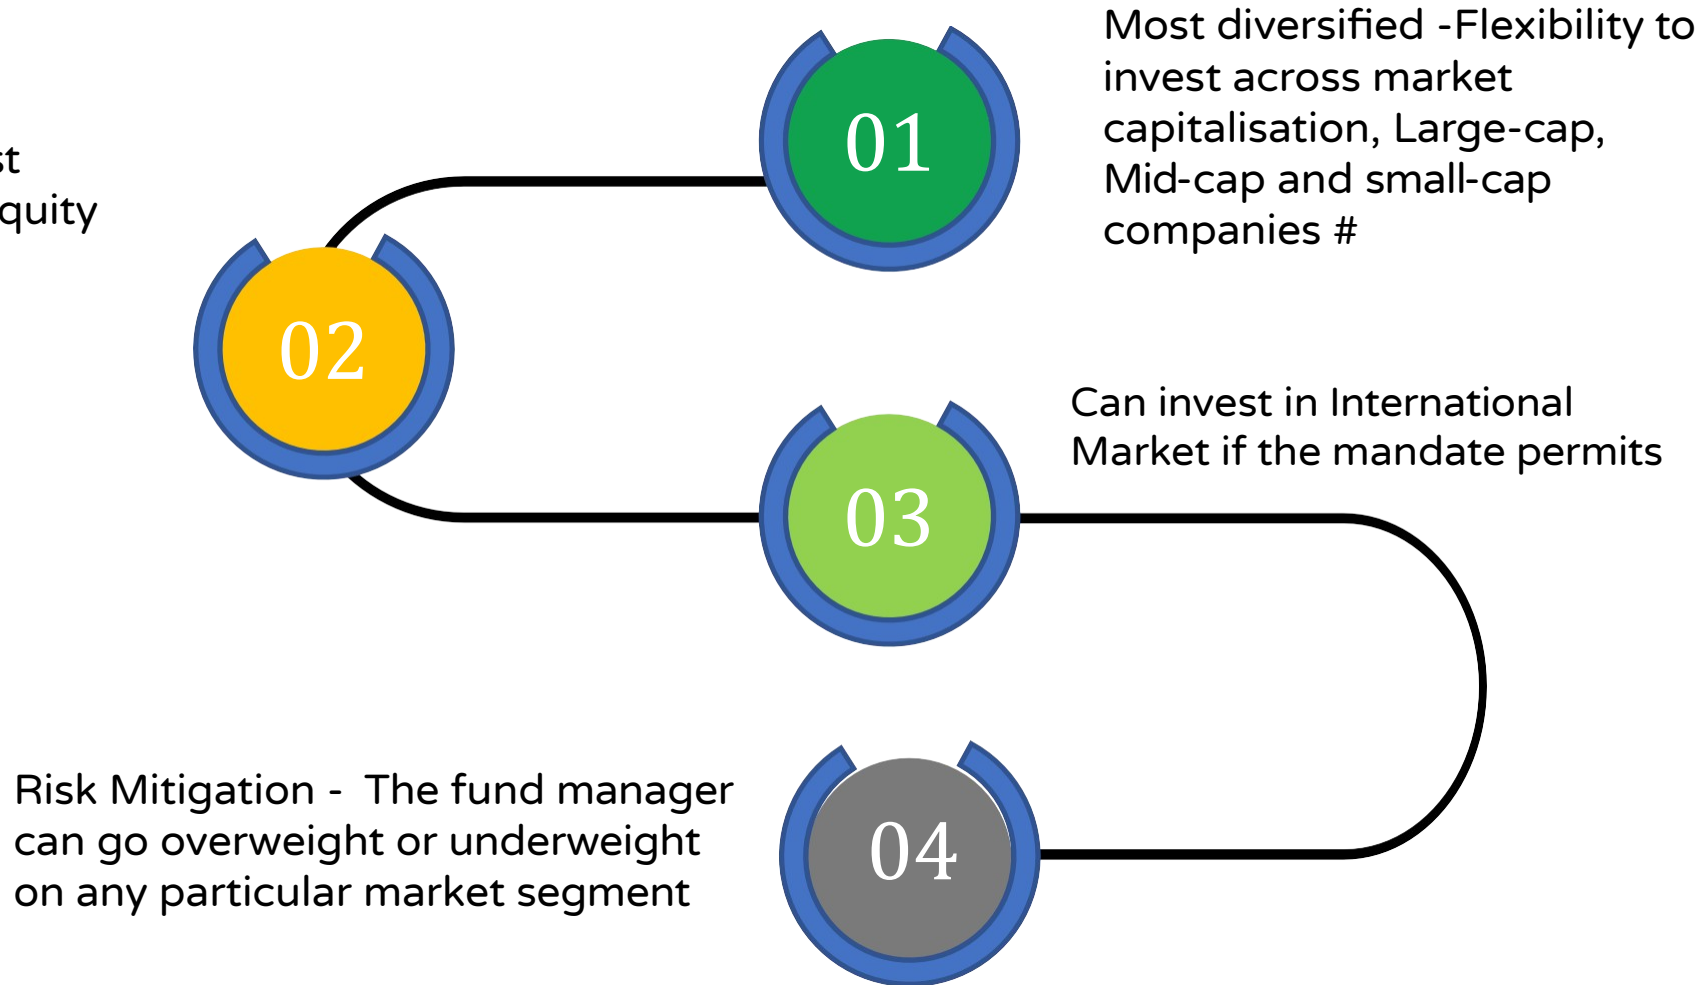 01
Most diversified -Flexibility to
invest across market
capitalisation, Large-cap,
Mid-cap and small-cap
companies #
02
03
Can invest in International
Market if the mandate permits
04
Risk Mitigation - The fund manager
can go overweight or underweight
on any particular market segment